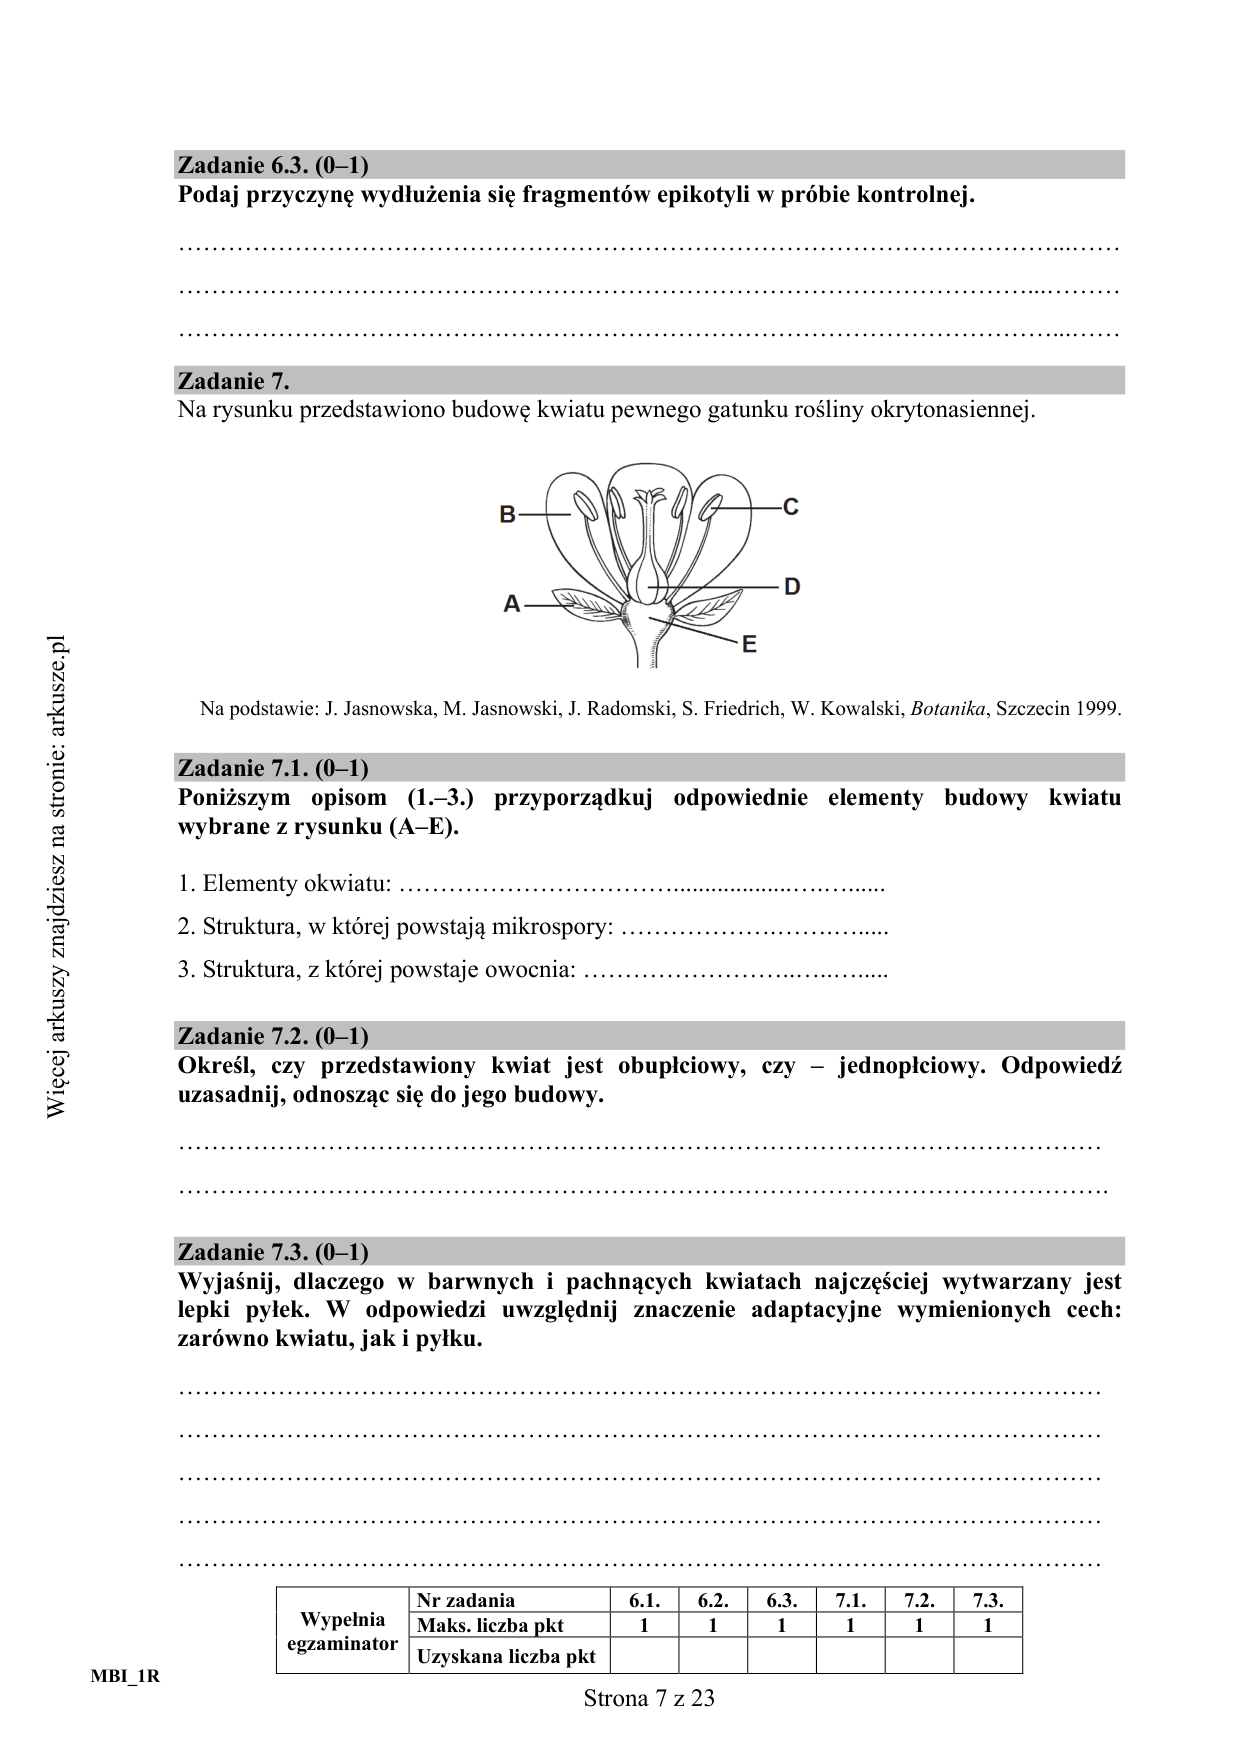 Zadanie 6.3. (0–1)
Podaj przyczynę wydłużenia się fragmentów epikotyli w próbie kontrolnej.
……………………………………………………………………………………………...……
…………………………………………………………………………………………...………
……………………………………………………………………………………………....……
Zadanie 7.
Na rysunku przedstawiono budowę kwiatu pewnego gatunku rośliny okrytonasiennej.
B
C
D
A
E
Na podstawie: J. Jasnowska, M. Jasnowski, J. Radomski, S. Friedrich, W. Kowalski, Botanika, Szczecin 1999.
Zadanie 7.1. (0–1)
Poniższym opisom (1.–3.) przyporządkuj odpowiednie elementy budowy kwiatu
wybrane z rysunku (A–E).
1. Elementy okwiatu: ……………………………...................….…......
2. Struktura, w której powstają mikrospory: ……………….…….….....
3. Struktura, z której powstaje owocnia: ……………………..…..…....
Zadanie 7.2. (0–1)
Określ, czy przedstawiony kwiat jest obupłciowy, czy – jednopłciowy. Odpowiedź
uzasadnij, odnosząc się do jego budowy.
…………………………………………………………………………………………………
………………………………………………………………………………………………….
Zadanie 7.3. (0–1)
Wyjaśnij, dlaczego w barwnych i pachnących kwiatach najczęściej wytwarzany jest
lepki pyłek. W odpowiedzi uwzględnij znaczenie adaptacyjne wymienionych cech:
zarówno kwiatu, jak i pyłku.
…………………………………………………………………………………………………
…………………………………………………………………………………………………
…………………………………………………………………………………………………
…………………………………………………………………………………………………
…………………………………………………………………………………………………
Wypełnia
egzaminator
Nr zadania 6.1. 6.2. 6.3. 7.1. 7.2. 7.3.
Maks. liczba pkt 1 1 1 1 1 1
Uzyskana liczba pkt
MBI_1R
Strona 7 z 23
Więcej arkuszy znajdziesz na stronie: arkusze.pl